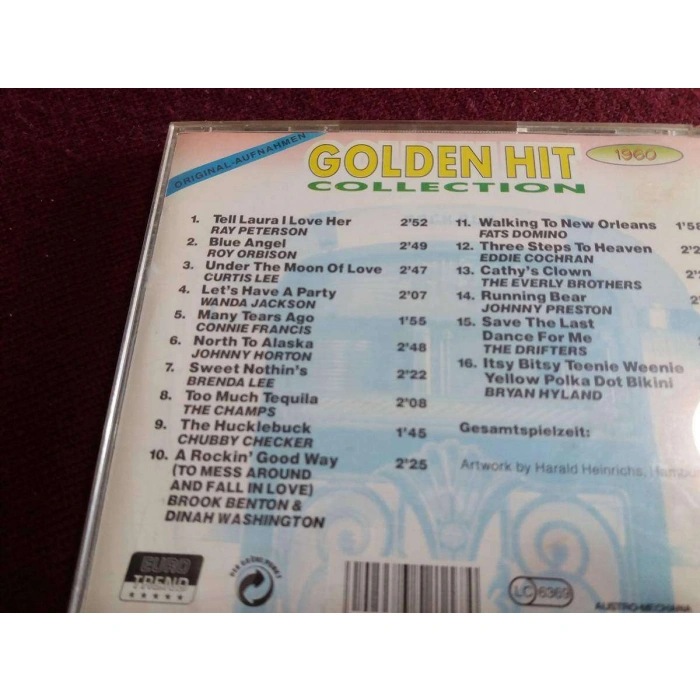 ORIGINAL-AUFNAHMEN
GOLDEN HIT
COLLECTION
1960
1. Tell Laura I Love Her 2'52
RAY PETERSON
2. Blue Angel 2'49
ROY ORBISON
3. Under The Moon Of Love 2'47
CURTIS LEE
4. Let's Have A Party 2'07
WANDA JACKSON
5. Many Tears Ago 1'55
CONNIE FRANCIS
6. North To Alaska 2'48
JOHNNY HORTON
7. Sweet Nothin's 2'22
BRENDA LEE
8. Too Much Tequila 2'08
THE CHAMPS
9. The Hucklebuck 1'45
CHUBBY CHECKER
10. A Rockin' Good Way 2'25
(TO MESS AROUND
AND FALL IN LOVE)
BROOK BENTON &
DINAH WASHINGTON
11. Walking To New Orleans 1'58
FATS DOMINO
12. Three Steps To Heaven
EDDIE COCHRAN
13. Cathy's Clown
THE EVERLY BROTHERS
14. Running Bear
JOHNNY PRESTON
15. Save The Last
Dance For Me
THE DRIFTERS
16. Itsy Bitsy Teenie Weenie
Yellow Polka Dot Bikini
BRYAN HYLAND
Gesamtspielzeit:
Artwork by Harald Heinrichs,
EURO
TREND
DER GRÜNE PUNKT
LC 6369
AUSTRO-MECHANA